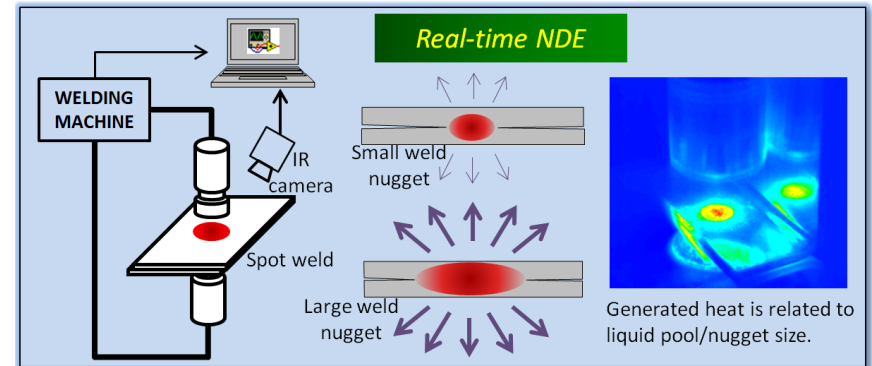 Real-time NDE
WELDING
MACHINE
IR
camera
Spot weld
Small weld
nugget
Large weld
nugget
Generated heat is related to
liquid pool/nugget size.